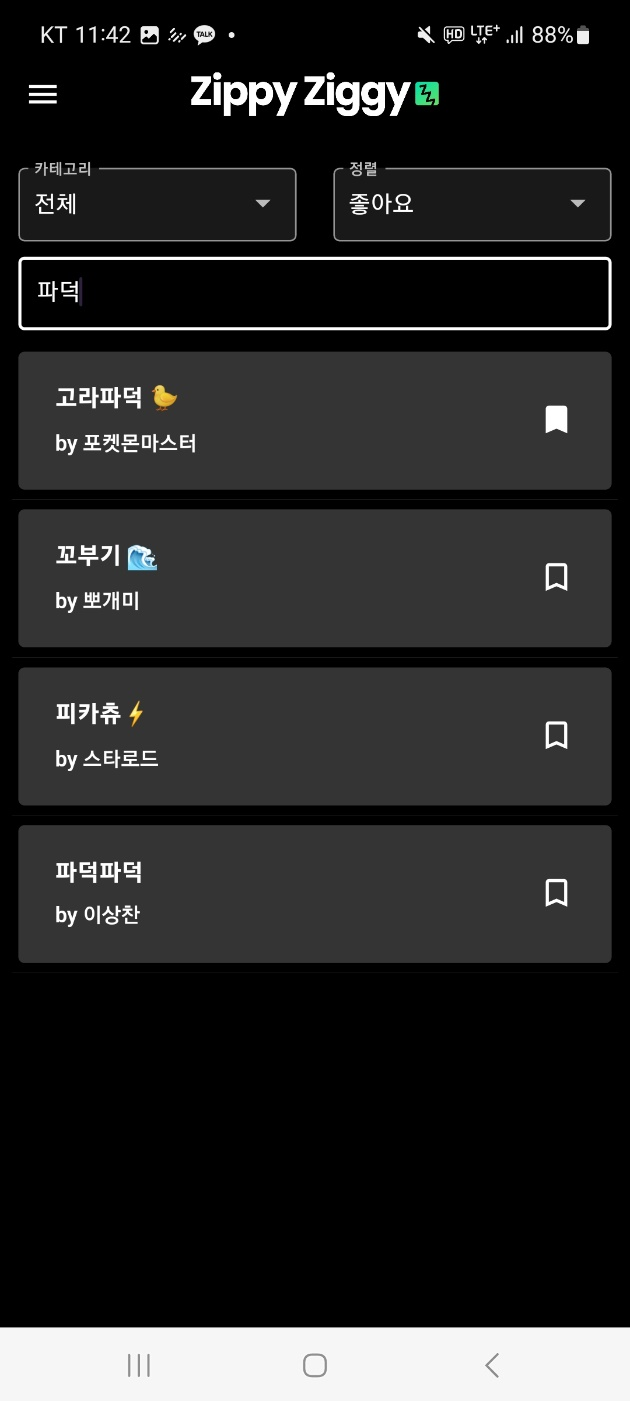 KT 11:42 TALK HD LTE+ 88%
Zippy Ziggy
카테고리
전체
정렬
좋아요
파덕
고라파덕 🐤
by 포켓몬마스터
꼬부기 🌊
by 뽀개미
피카츄⚡
by 스타로드
파덕파덕
by 이상찬